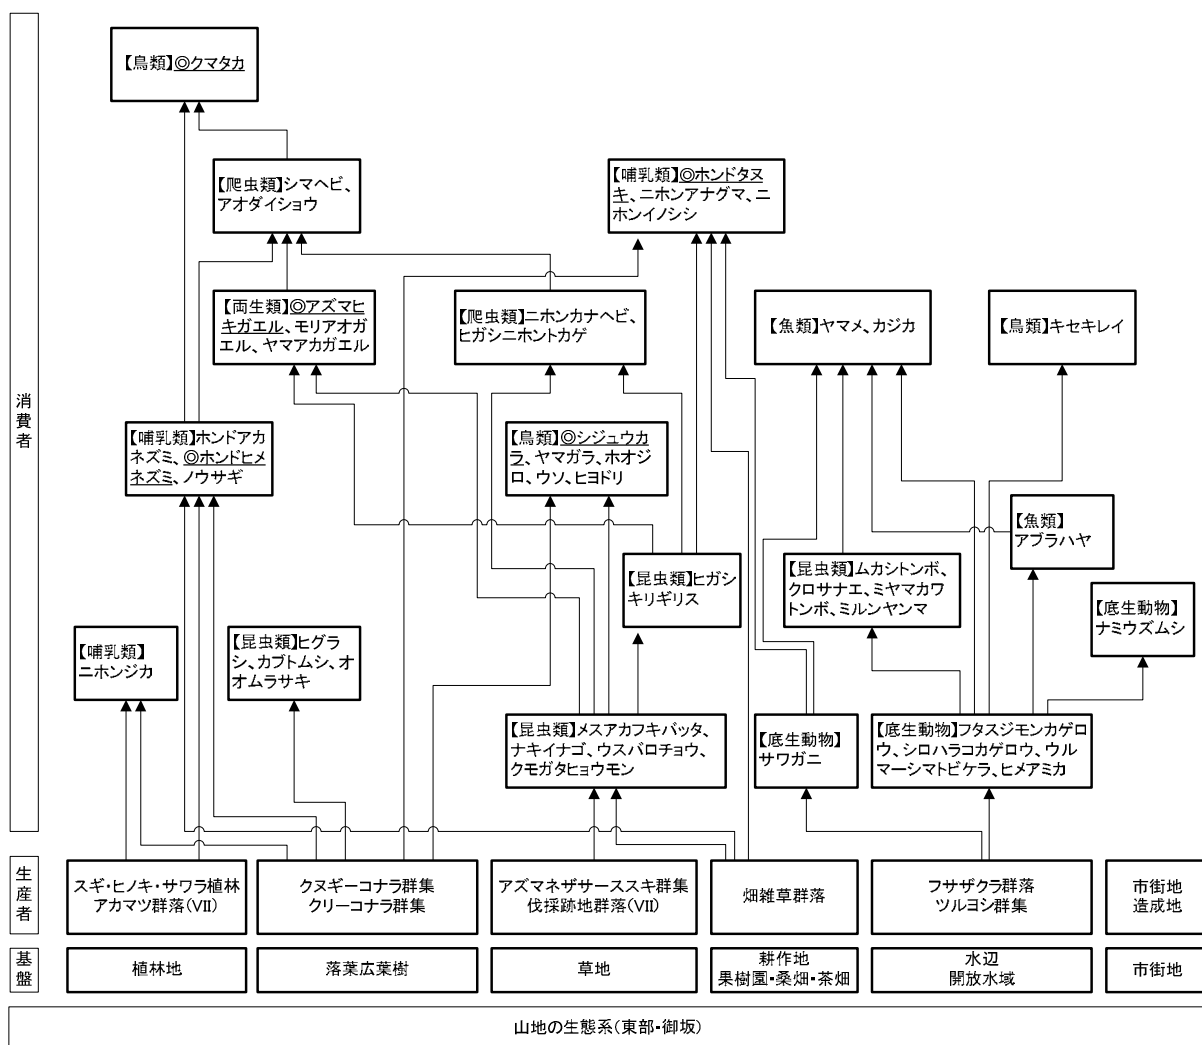 【鳥類】◎クマタカ
【爬虫類】シマヘビ、
アオダイショウ
【哺乳類】◎ホンドタヌ
キ、ニホンアナグマ、ニ
ホンイノシシ
【両生類】◎アズマヒ
キガエル、モリアオガ
エル、ヤマアカガエル
【爬虫類】ニホンカナヘビ、
ヒガシニホントカゲ
【魚類】ヤマメ、カジカ
【鳥類】キセキレイ
消費者
【哺乳類】ホンドアカ
ネズミ、◎ホンドヒメ
ネズミ、ノウサギ
【鳥類】◎シジュウカ
ラ、ヤマガラ、ホオジ
ロ、ウソ、ヒヨドリ
【魚類】
アブラハヤ
【昆虫類】ヒガシ
キリギリス
【昆虫類】ムカシトンボ、
クロサナエ、ミヤマカワ
トンボ、ミルンヤンマ
【底生動物】
ナミウズムシ
【哺乳類】
ニホンジカ
【昆虫類】ヒグラ
シ、カブトムシ、オ
オムラサキ
【昆虫類】メスアカフキバッタ、
ナキイナゴ、ウスバシロチョウ、
クモガタヒョウモン
【底生動物】
サワガニ
【底生動物】フタスジモンカゲロ
ウ、シロハラコカゲロウ、ウル
マーシマトビケラ、ヒメアミカ
生産者
スギ・ヒノキ・サワラ植林
アカマツ群落(VII)
クヌギーコナラ群集
クリーコナラ群集
アズマネザサーススキ群集
伐採跡地群落(VII)
畑雑草群落
フサザクラ群落
ツルヨシ群集
市街地
造成地
基盤
植林地
落葉広葉樹
草地
耕作地
果樹園・桑畑・茶畑
水辺
開放水域
市街地
山地の生態系(東部・御坂)